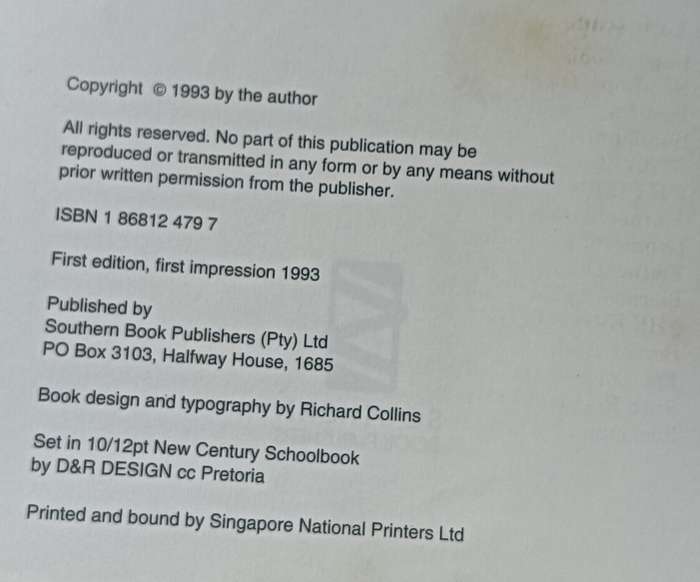 Copyright © 1993 by the author
All rights reserved. No part of this publication may be
reproduced or transmitted in any form or by any means without
prior written permission from the publisher.
ISBN 1 86812 479 7
First edition, first impression 1993
Published by
Southern Book Publishers (Pty) Ltd
PO Box 3103, Halfway House, 1685
Book design and typography by Richard Collins
Set in 10/12pt New Century Schoolbook
by D&R DESIGN cc Pretoria
Printed and bound by Singapore National Printers Ltd